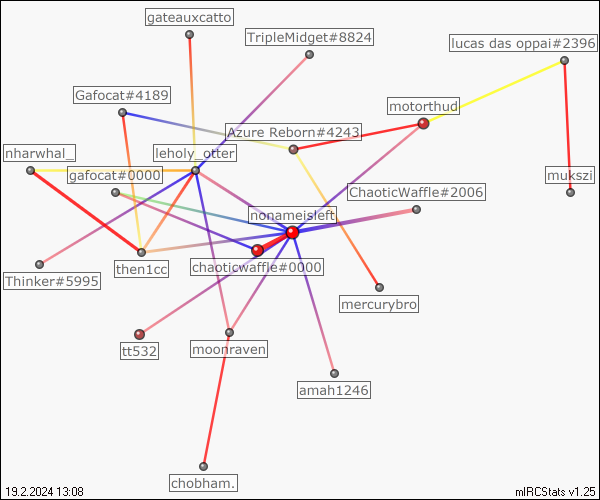 gateauxcatto
TripleMidget#8824
lucas das oppai#2396
Gafocat#4189
motorthud
Azure Reborn#4243
nharwhal_
leholy_otter
gafocat#0000
mukszi
ChaoticWaffle#2006
nonameisleft
chaoticwaffle#0000
Thinker#5995
then1cc
mercurybro
tt532
moonraven
amah1246
chobham.
19.2.2024 13:08
mIRCStats v1.25